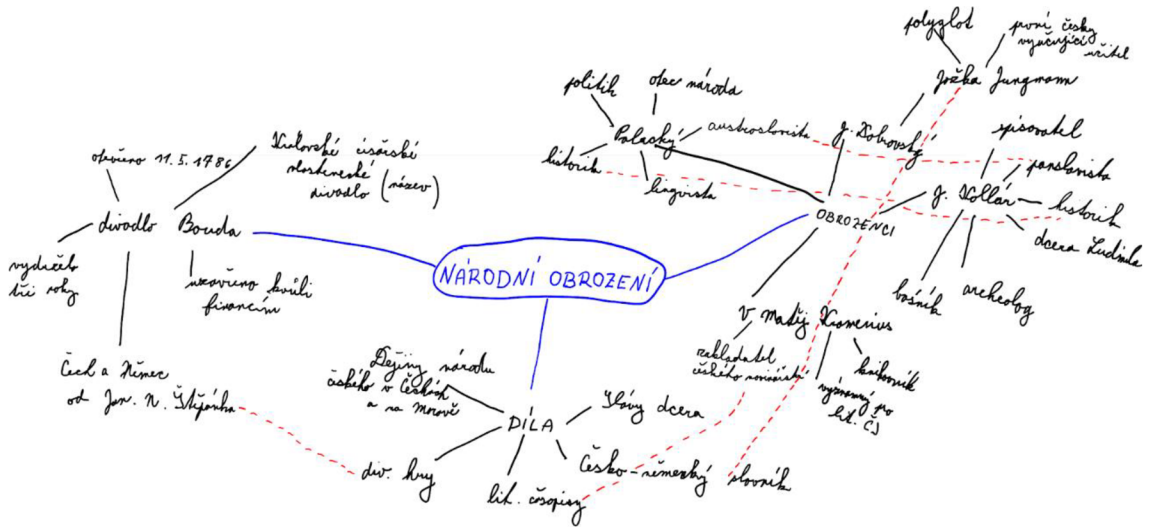 NÁRODNÍ OBROZENÍ
divadlo Bouda
otevřeno 11.5.1786
Královské císařské
vlastenecké
divadlo (název)
vydržel
tři roky
uzavřeno kvůli
financím
Čech a Němec
od Jan. N. Štěpánka
DÍLA
Dějiny národu
českého v Čechách
a na Moravě
Slávy dcera
Česko-německý slovník
lit. časopisy
div. hry
OBROZENCI
Palacký
politik
otec národa
austroslavista
historik
lingvista
J. Dobrovský
Jožka Jungmann
polyglot
první česky
vyučující
učitel
J. Kollár
spisovatel
panslavista
historik
dcera Ludmila
archeolog
básník
V. Matěj Kramerius
zakladatel
českého novinářství
knihovník
významný pro
lit. ČJ